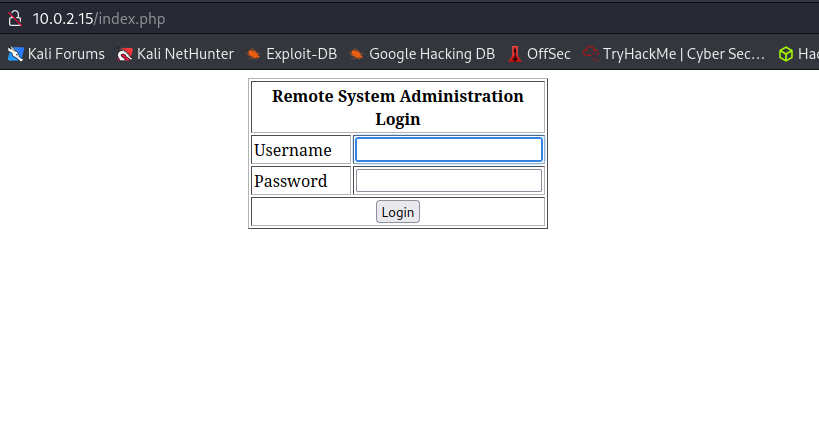 10.0.2.15/index.php
Kali Forums Kali NetHunter Exploit-DB Google Hacking DB OffSec TryHackMe | Cyber Sec… Hac
Remote System Administration
Login
Username
Password
Login